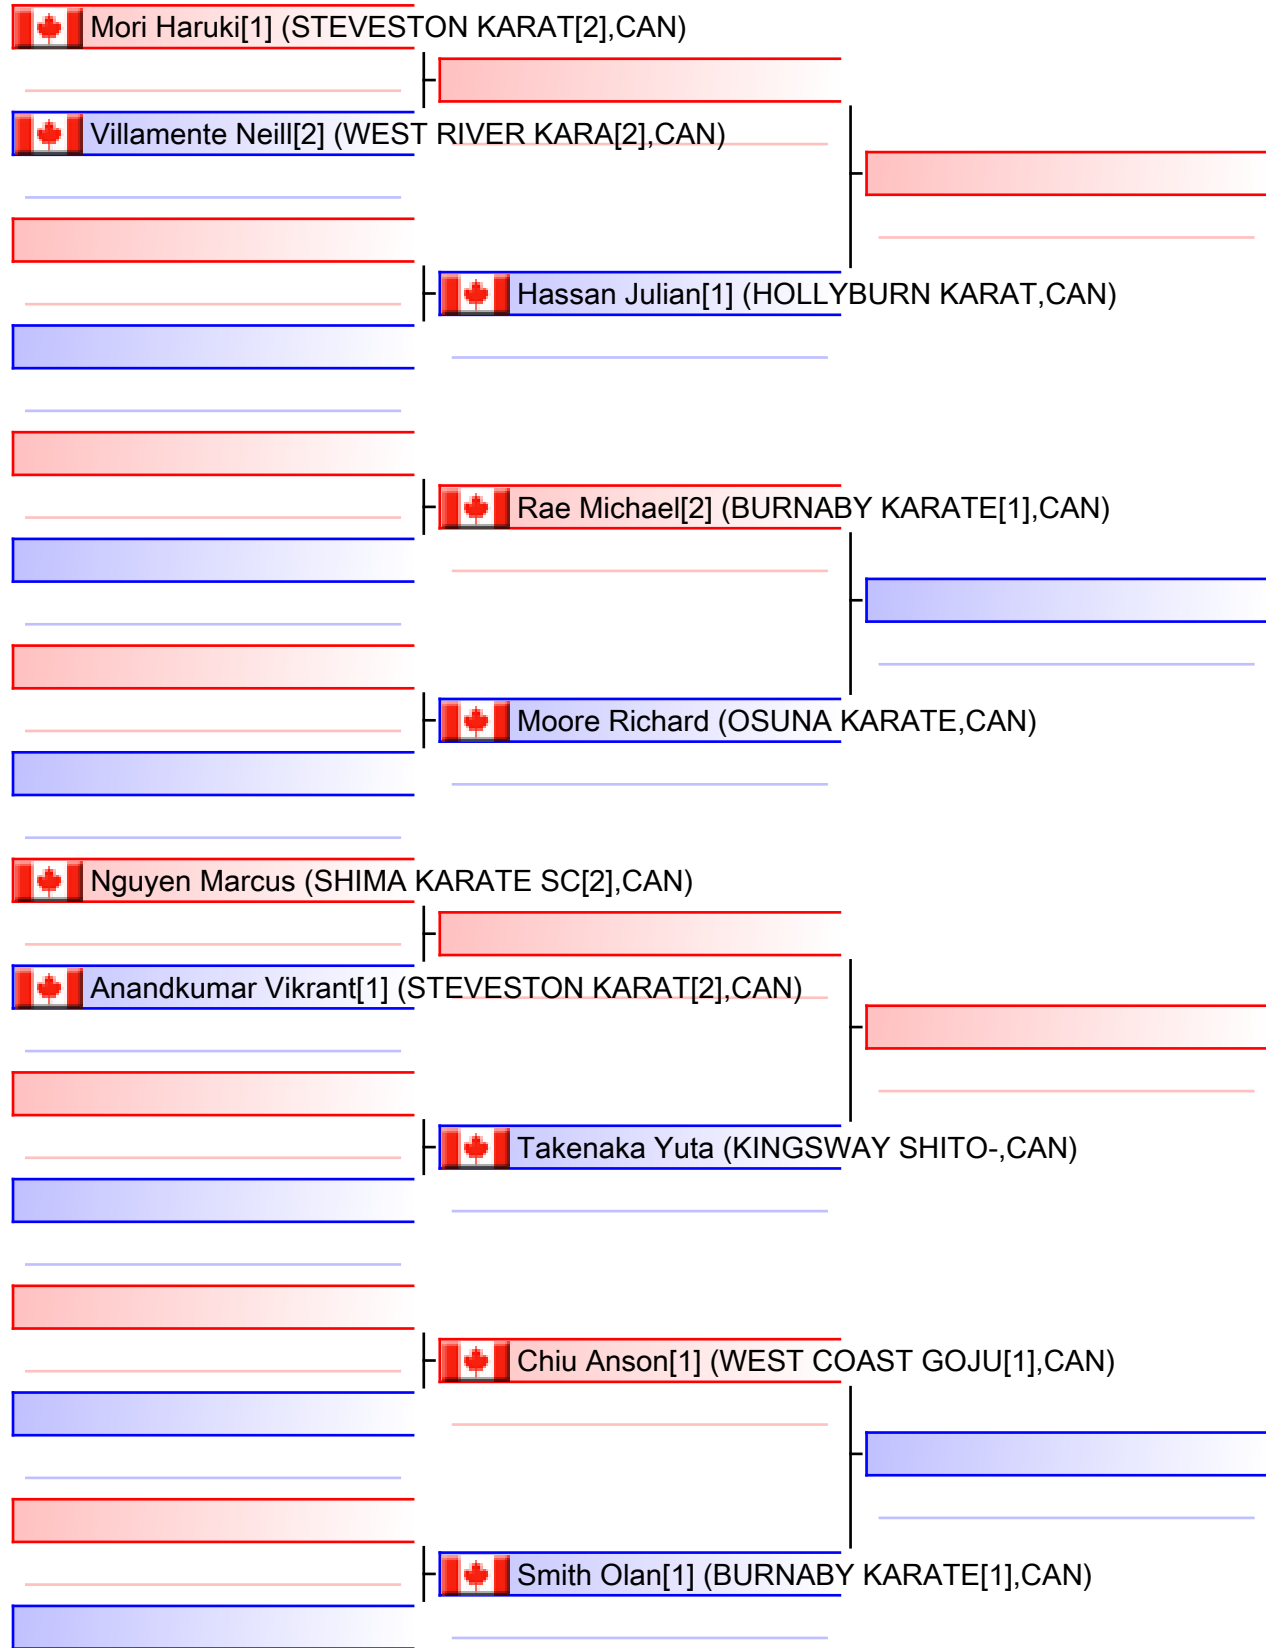 Mori Haruki[1] (STEVESTON KARAT[2],CAN)
Villamente Neill[2] (WEST RIVER KARA[2],CAN)
Hassan Julian[1] (HOLLYBURN KARAT,CAN)
Rae Michael[2] (BURNABY KARATE[1],CAN)
Moore Richard (OSUNA KARATE,CAN)
Nguyen Marcus (SHIMA KARATE SC[2],CAN)
Anandkumar Vikrant[1] (STEVESTON KARAT[2],CAN)
Takenaka Yuta (KINGSWAY SHITO-,CAN)
Chiu Anson[1] (WEST COAST GOJU[1],CAN)
Smith Olan[1] (BURNABY KARATE[1],CAN)